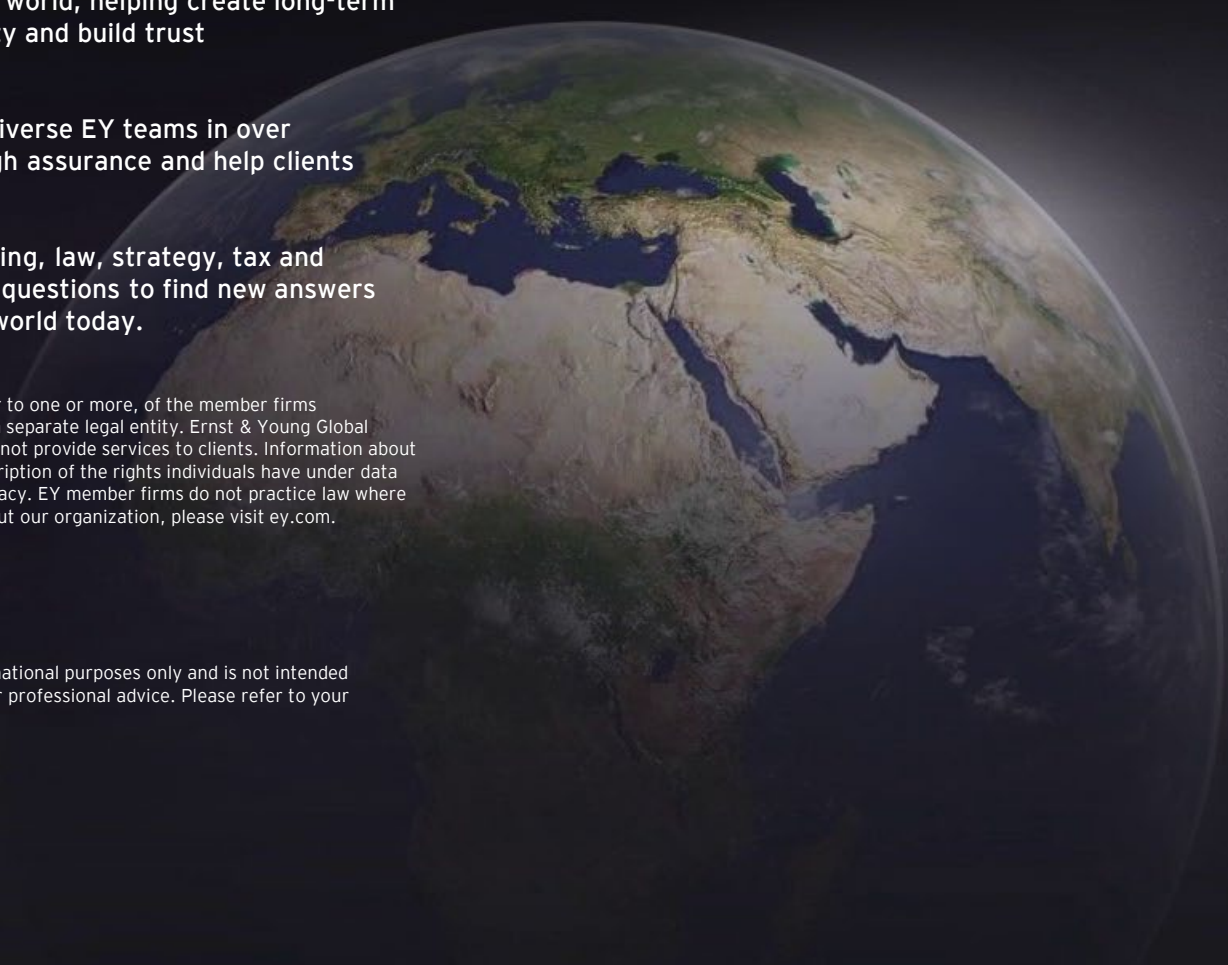 world, helping create long-term
ty and build trust
iverse EY teams in over
gh assurance and help clients
ing, law, strategy, tax and
questions to find new answers
world today.
r to one or more, of the member firms
separate legal entity. Ernst & Young Global
not provide services to clients. Information about
ription of the rights individuals have under data
acy. EY member firms do not practice law where
ut our organization, please visit ey.com.
national purposes only and is not intended
r professional advice. Please refer to your